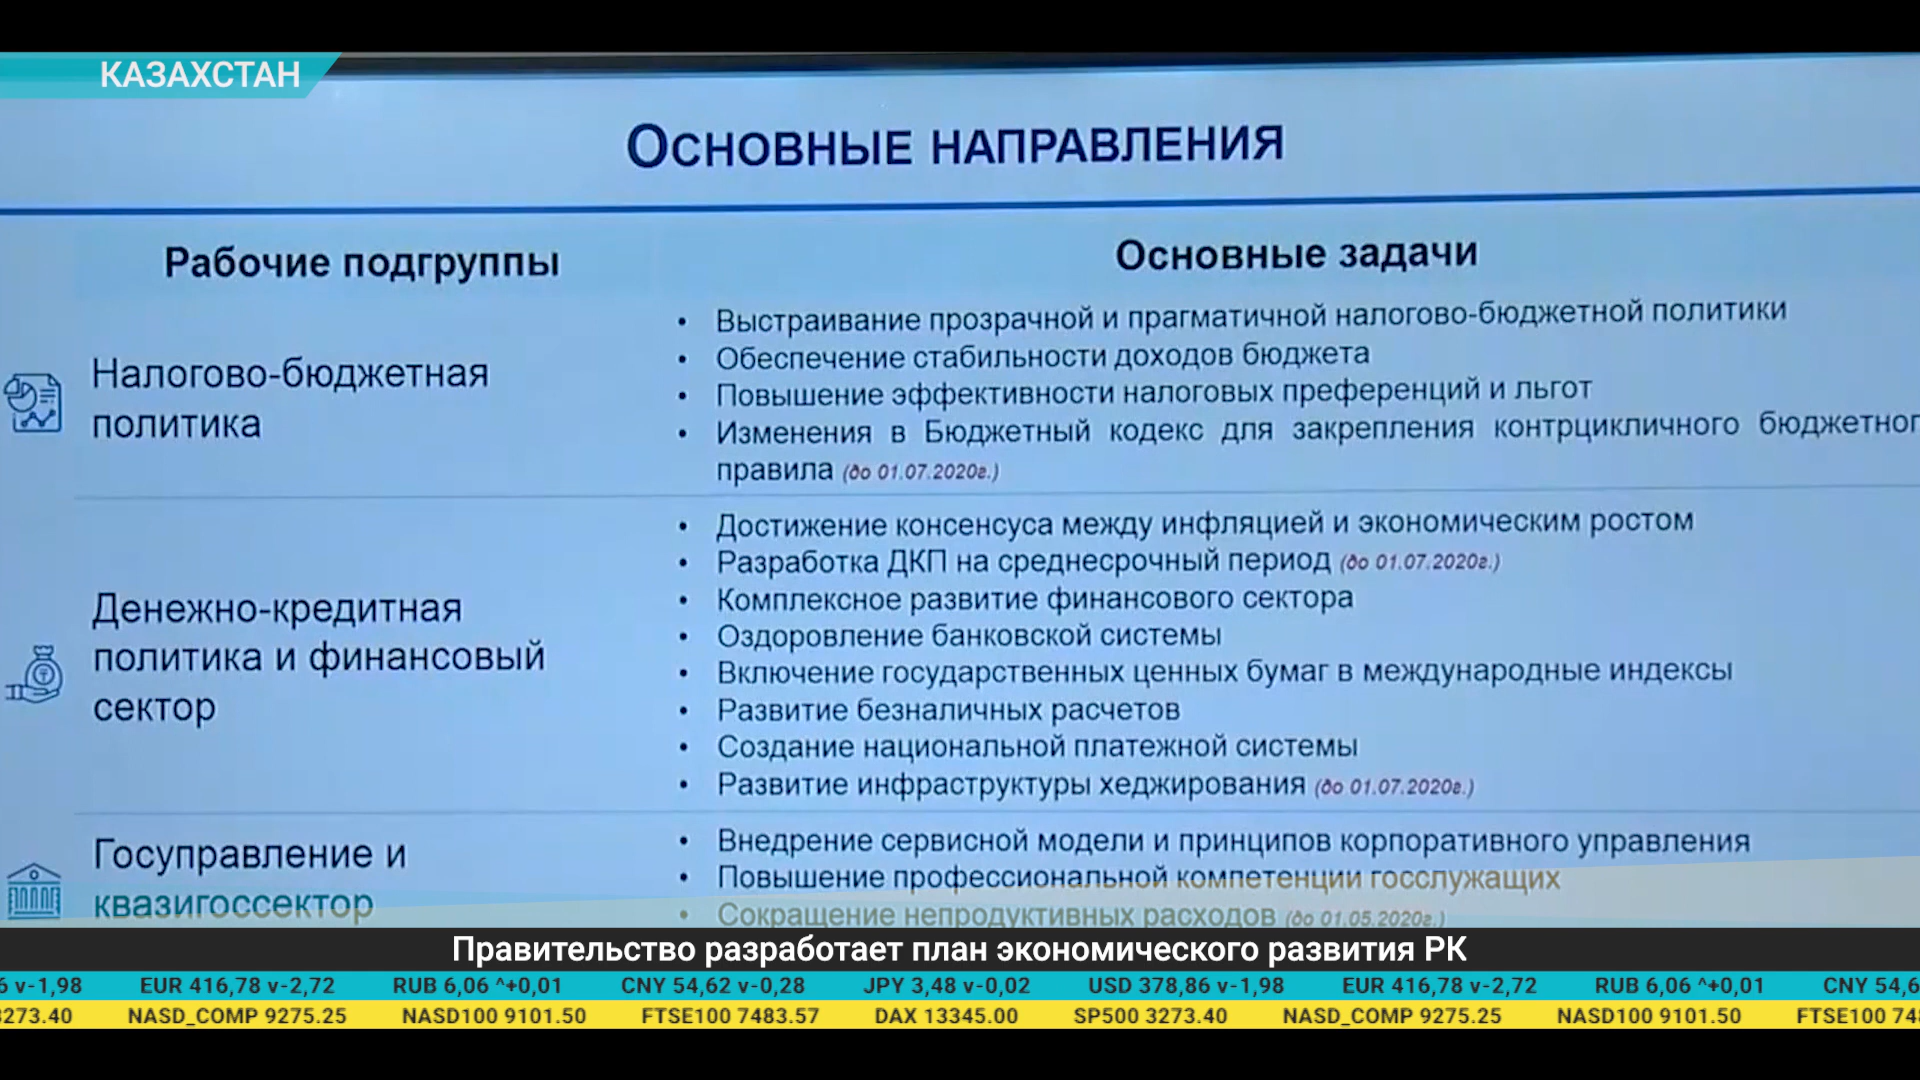 КАЗАХСТАН
ОСНОВНЫЕ НАПРАВЛЕНИЯ
Рабочие подгруппы
Основные задачи
Налогово-бюджетная
политика
• Выстраивание прозрачной и прагматичной налогово-бюджетной политики
• Обеспечение стабильности доходов бюджета
• Повышение эффективности налоговых преференций и льгот
• Изменения в Бюджетный кодекс для закрепления контрцикличного
правила (до 01.07.2020г.)
Денежно-кредитная
политика и финансовый
сектор
• Достижение консенсуса между инфляцией и экономическим ростом
• Разработка ДКП на среднесрочный период (до 01.07.2020г.)
• Комплексное развитие финансового сектора
• Оздоровление банковской системы
• Включение государственных ценных бумаг в международные индексы
• Развитие безналичных расчетов
• Создание национальной платежной системы
• Развитие инфраструктуры хеджирования (до 01.07.2020г.)
Госуправление и
квазигоссектор
• Внедрение сервисной модели и принципов корпоративного управления
• Повышение профессиональной компетенции госслужащих
• Сокращение непродуктивных расходов (до 01.05.2020г.)
Правительство разработает план экономического развития РК
6 v-1,98 EUR 416,78 v-2,72 RUB 6,06 ^+0,01 CNY 54,62 v-0,28 JPY 3,48 v-0,02 USD 378,86 v-1,98 EUR 416,78 v-2,72 RUB 6,06 ^+0,01 CNY 54,6
3273.40 NASD_COMP 9275.25 NASD100 9101.50 FTSE100 7483.57 DAX 13345.00 SP500 3273.40 NASD_COMP 9275.25 NASD100 9101.50 FTSE100 748